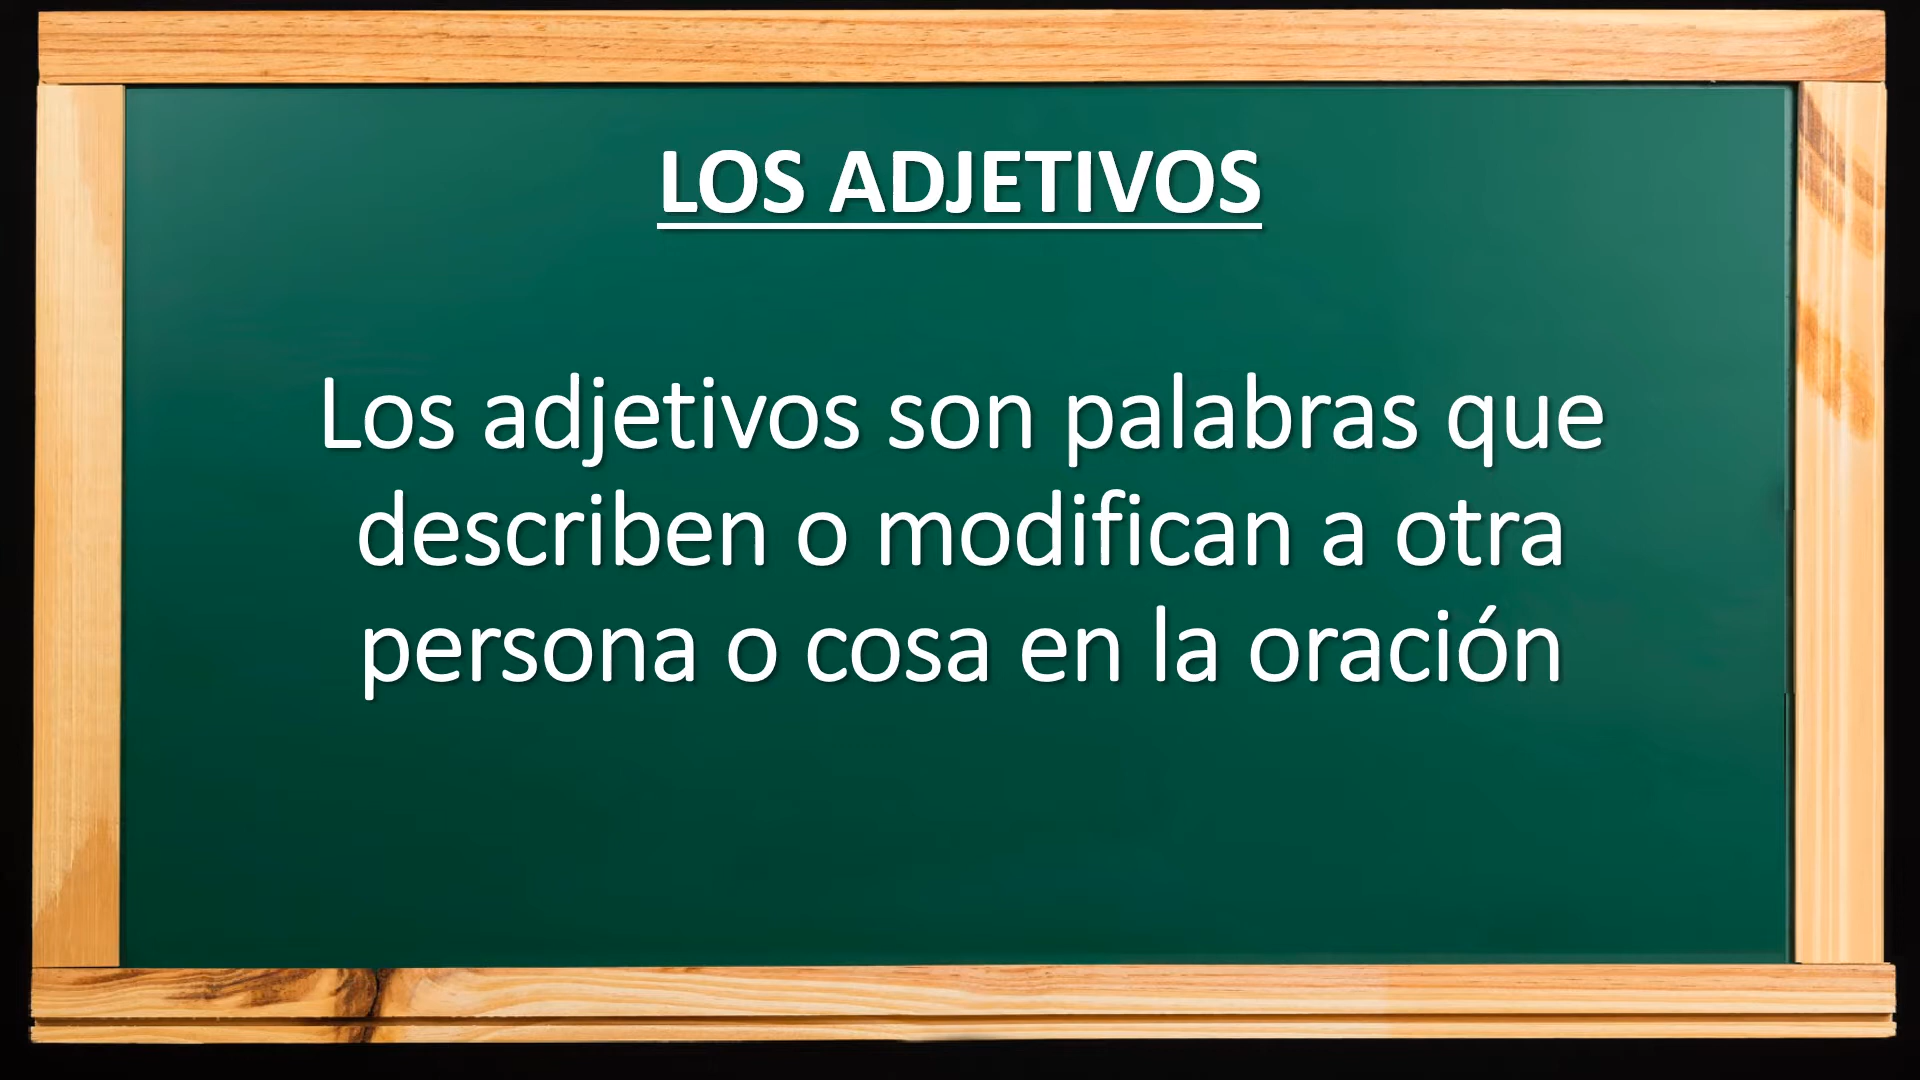 LOS ADJETIVOS
Los adjetivos son palabras que
describen o modifican a otra
persona o cosa en la oración